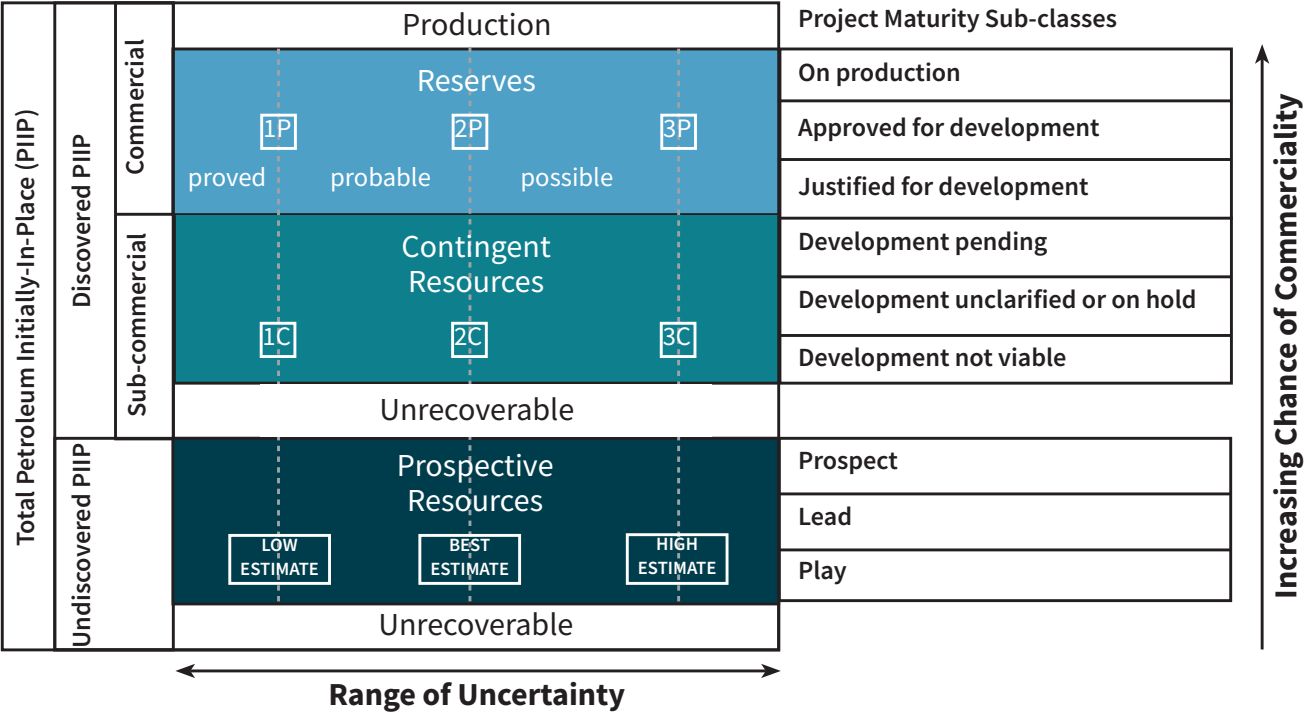 Total Petroleum Initially-In-Place (PIIP)
Discovered PIIP
Undiscovered PIIP
Commercial
Sub-commercial
Production
Reserves
1P
2P
3P
proved
probable
possible
Contingent
Resources
1C
2C
3C
Unrecoverable
Prospective
Resources
LOW
ESTIMATE
BEST
ESTIMATE
HIGH
ESTIMATE
Unrecoverable
Range of Uncertainty
Project Maturity Sub-classes
On production
Approved for development
Justified for development
Development pending
Development unclarified or on hold
Development not viable
Prospect
Lead
Play
Increasing Chance of Commerciality